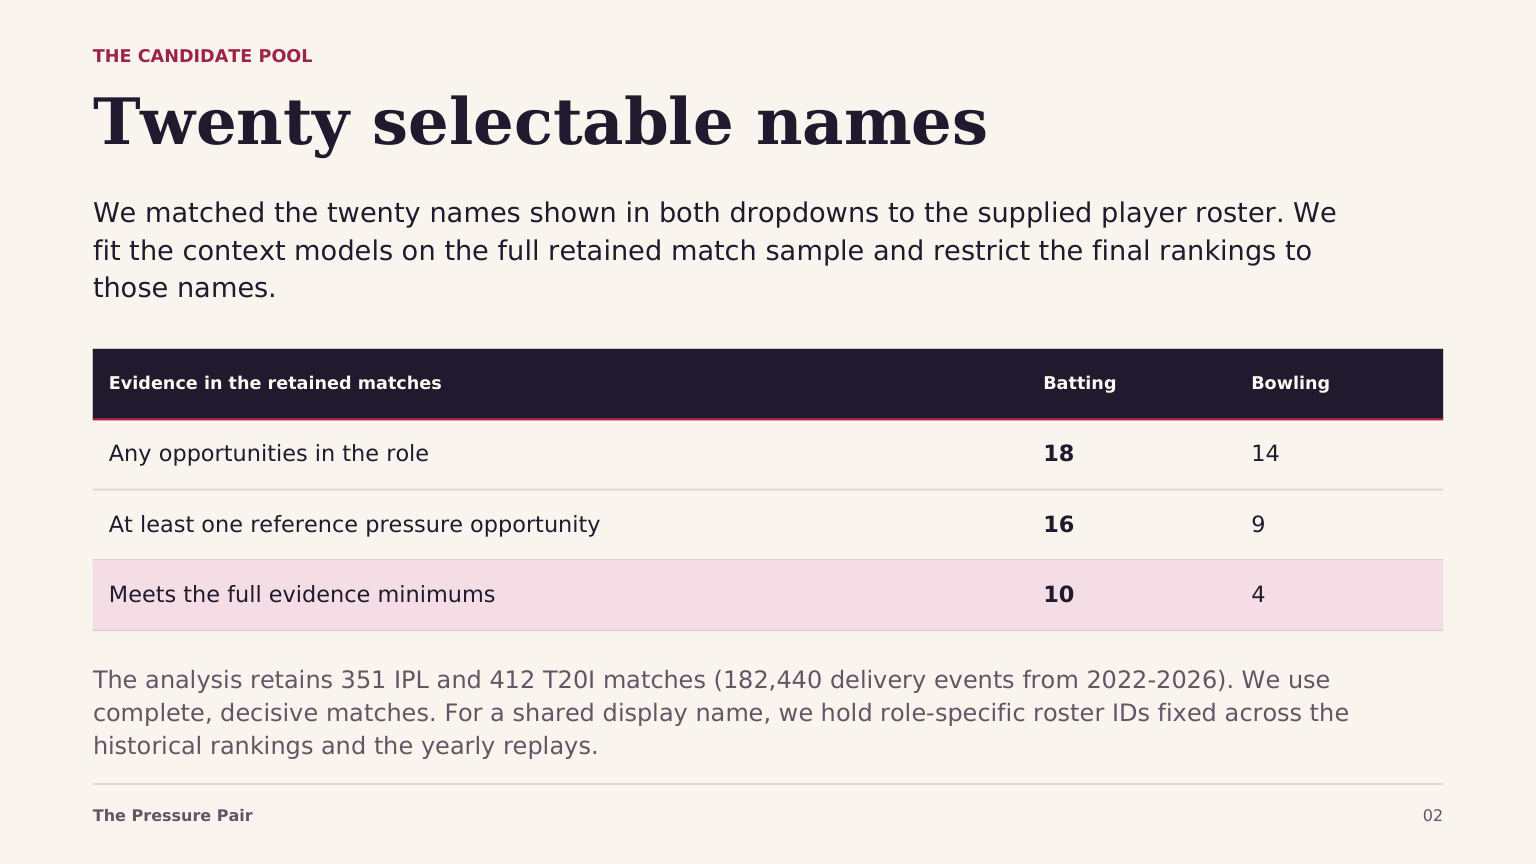 THE CANDIDATE POOL
Twenty selectable names
We matched the twenty names shown in both dropdowns to the supplied player roster. We
fit the context models on the full retained match sample and restrict the final rankings to
those names.
Evidence in the retained matches Batting Bowling
Any opportunities in the role 18 14
At least one reference pressure opportunity 16 9
Meets the full evidence minimums 10 4
The analysis retains 351 IPL and 412 T20I matches (182,440 delivery events from 2022-2026). We use
complete, decisive matches. For a shared display name, we hold role-specific roster IDs fixed across the
historical rankings and the yearly replays.
The Pressure Pair 02